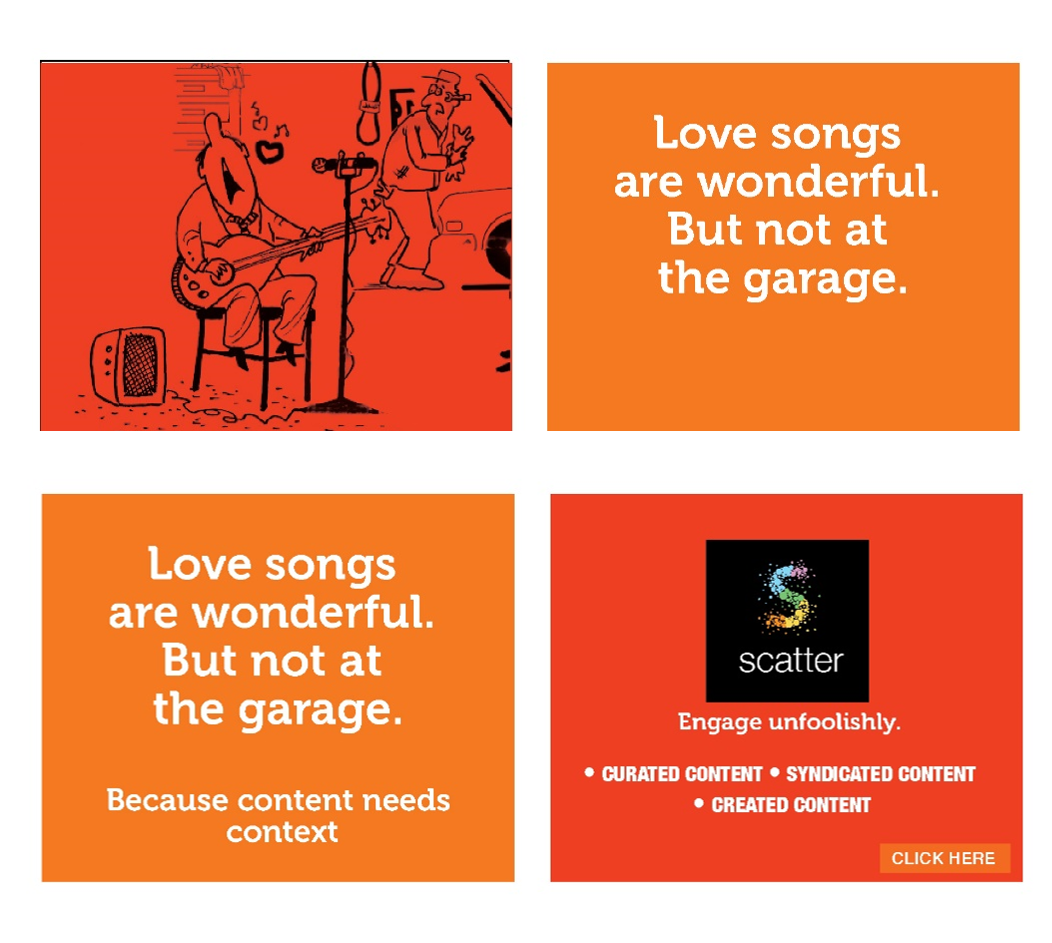 Love songs
are wonderful.
But not at
the garage.
Love songs
are wonderful.
But not at
the garage.
Because content needs
context
scatter
Engage unfoolishly.
• CURATED CONTENT • SYNDICATED CONTENT
• CREATED CONTENT
CLICK HERE